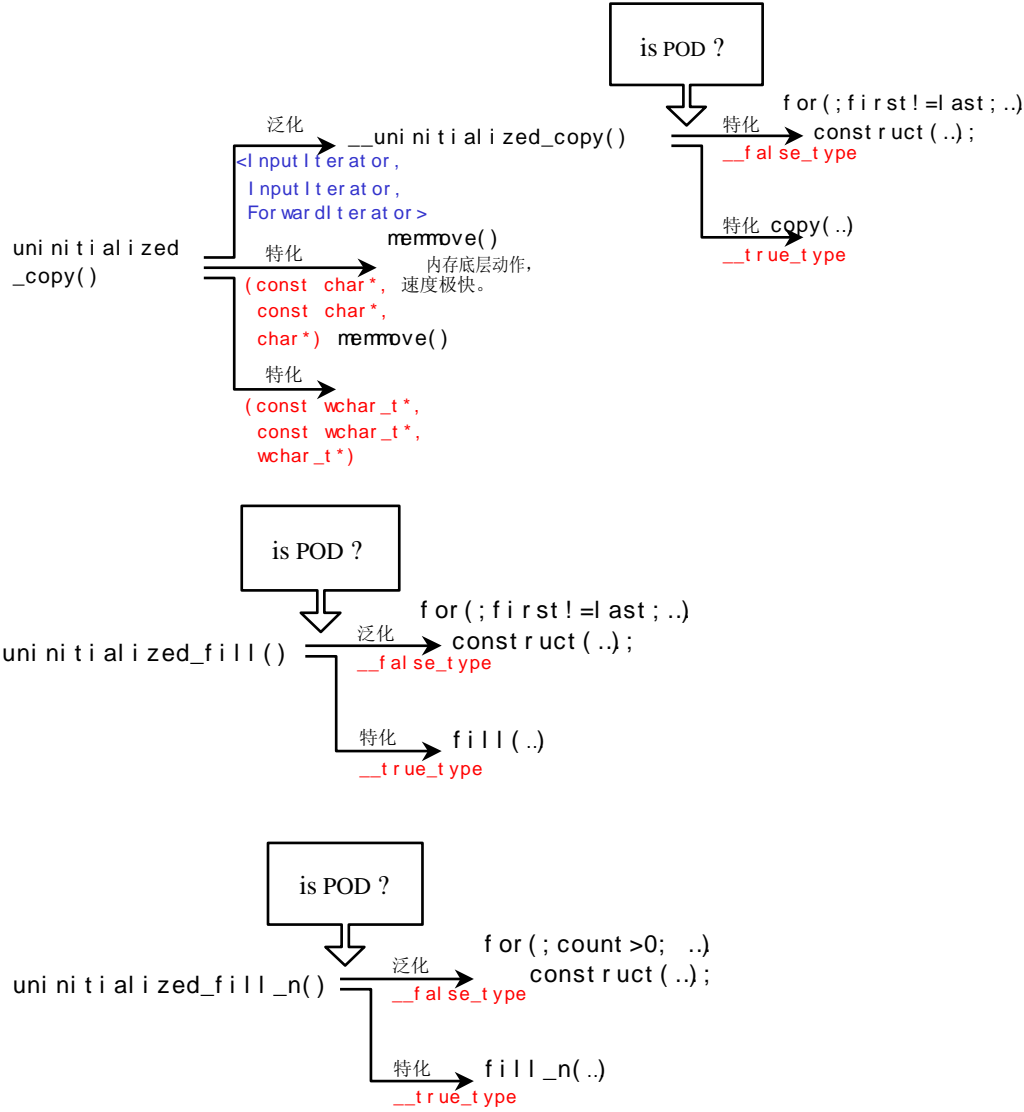 is POD ?
for(;first!=last;..)
泛化
__uninitialized_copy()
特化
construct(..);
<InputIterator,
__false_type
InputIterator,
ForwardIterator>
特化
copy(..)
memmove()
uninitialized
_copy()
特化
__true_type
内存底层动作，
(const char*,
速度极快。
const char*,
char*)
memmove()
特化
(const wchar_t*,
const wchar_t*,
wchar_t*)
is POD ?
for(;first!=last;..)
泛化
construct(..);
uninitialized_fill()
__false_type
特化
fill(..)
__true_type
is POD ?
for(;count>0; ..)
泛化
construct(..);
uninitialized_fill_n()
__false_type
特化
fill_n(..)
__true_type